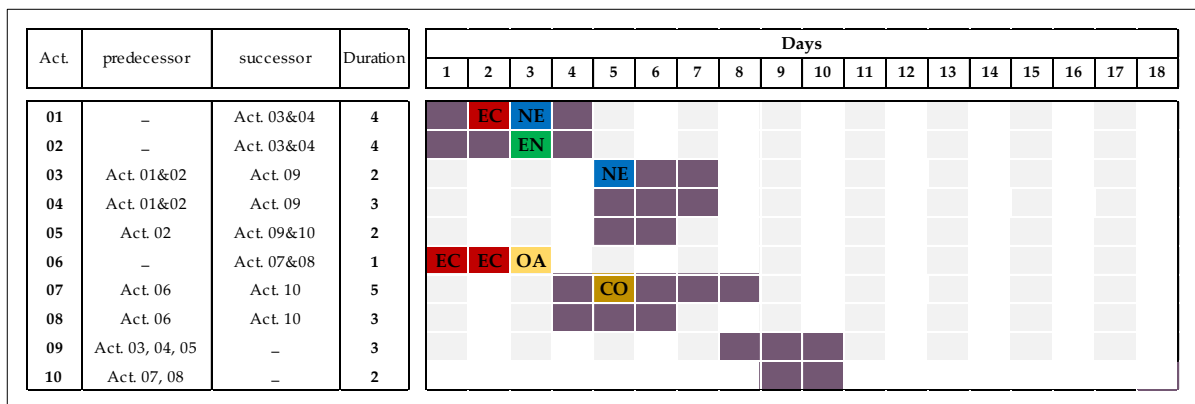 Act. predecessor successor Duration Days
1 2 3 4 5 6 7 8 9 10 11 12 13 14 15 16 17 18
01 – Act. 03&04 4 EC NE
02 – Act. 03&04 4 EN
03 Act. 01&02 Act. 09 2 NE
04 Act. 01&02 Act. 09 3
05 Act. 02 Act. 09&10 2
06 – Act. 07&08 1 EC EC OA
07 Act. 06 Act. 10 5 CO
08 Act. 06 Act. 10 3
09 Act. 03, 04, 05 – 3
10 Act. 07, 08 – 2